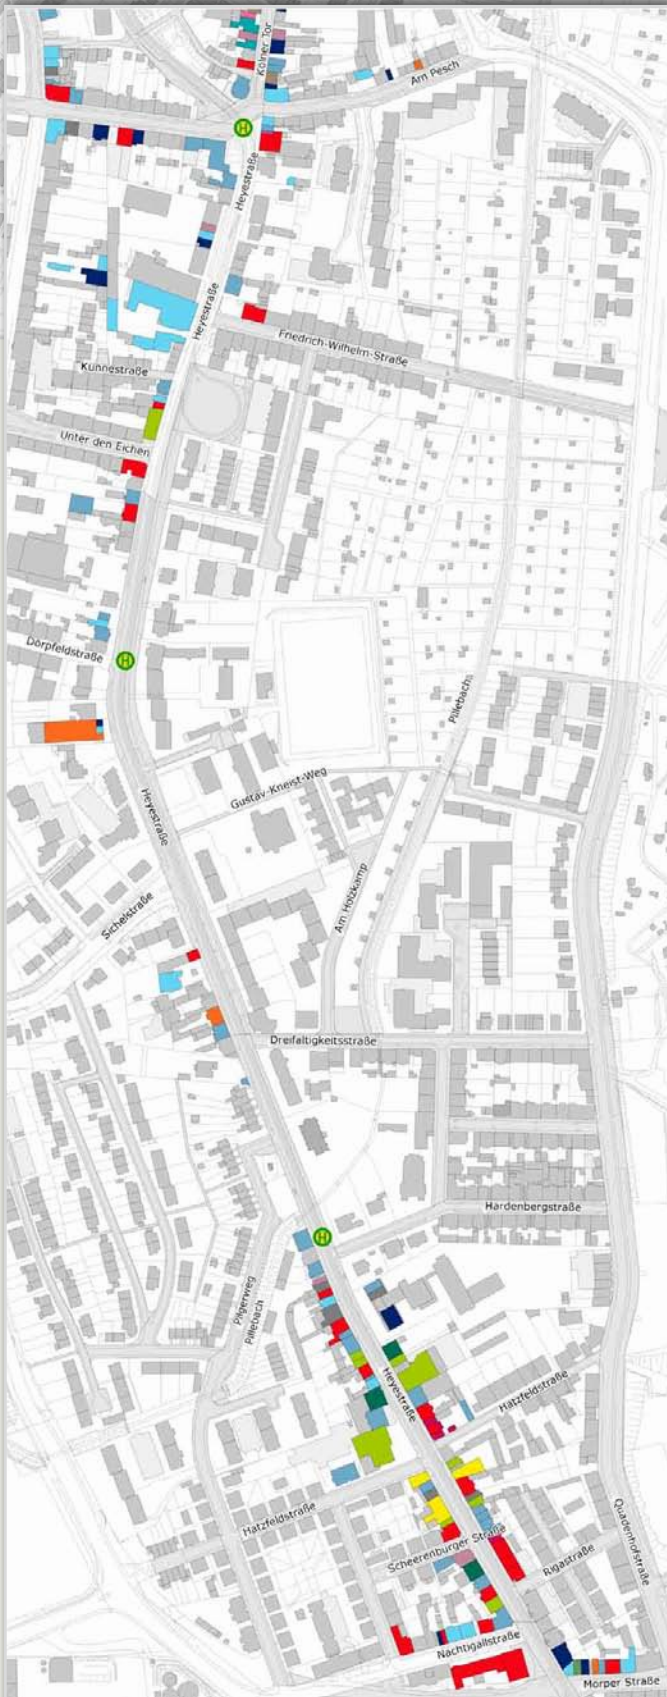 Kölner Tor
Am Pesch
H
Heyestraße
Heyestraße
Friedrich-Wilhelm-Straße
Kunnestraße
Unter den Eichen
Dörpfeldstraße
H
Pillebach
Gustav-Kneist-Weg
Heyestraße
Am Holzkamp
Sichelstraße
Dreifaltigkeitsstraße
Hardenbergstraße
H
Pilgerweg
Pillebach
Heyestraße
Hatzfeldstraße
Hatzfeldstraße
Quadenhofstraße
Scheerenburger Straße
Rigastraße
Nachtigallstraße
Morper Straße